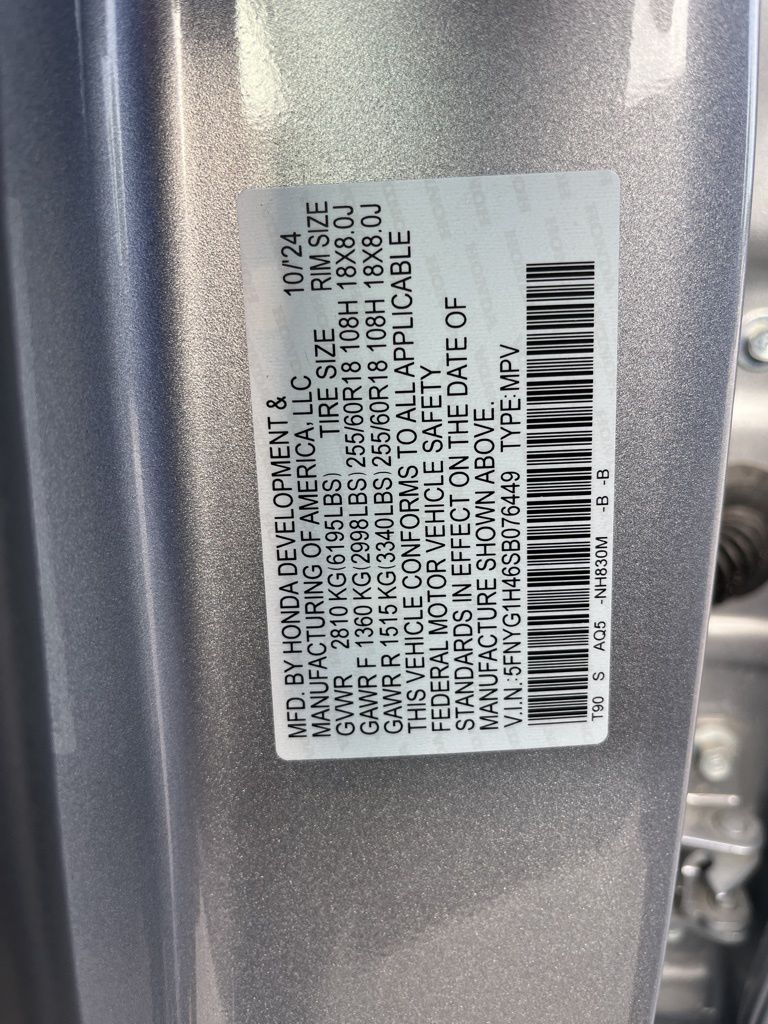 MFD. BY HONDA DEVELOPMENT &
MANUFACTURING OF AMERICA, LLC 10/'24
GVWR 2810 KG(6195LBS) TIRE SIZE RIM SIZE
GAWR F 1360 KG(2998LBS) 255/60R18 108H 18X8.0J
GAWR R 1515 KG(3340LBS) 255/60R18 108H 18X8.0J
THIS VEHICLE CONFORMS TO ALL APPLICABLE
FEDERAL MOTOR VEHICLE SAFETY
STANDARDS IN EFFECT ON THE DATE OF
MANUFACTURE SHOWN ABOVE.
V.I.N.:5FNYG1H46SB076449 TYPE:MPV
T90 S AQ5 -NH830M -B -B